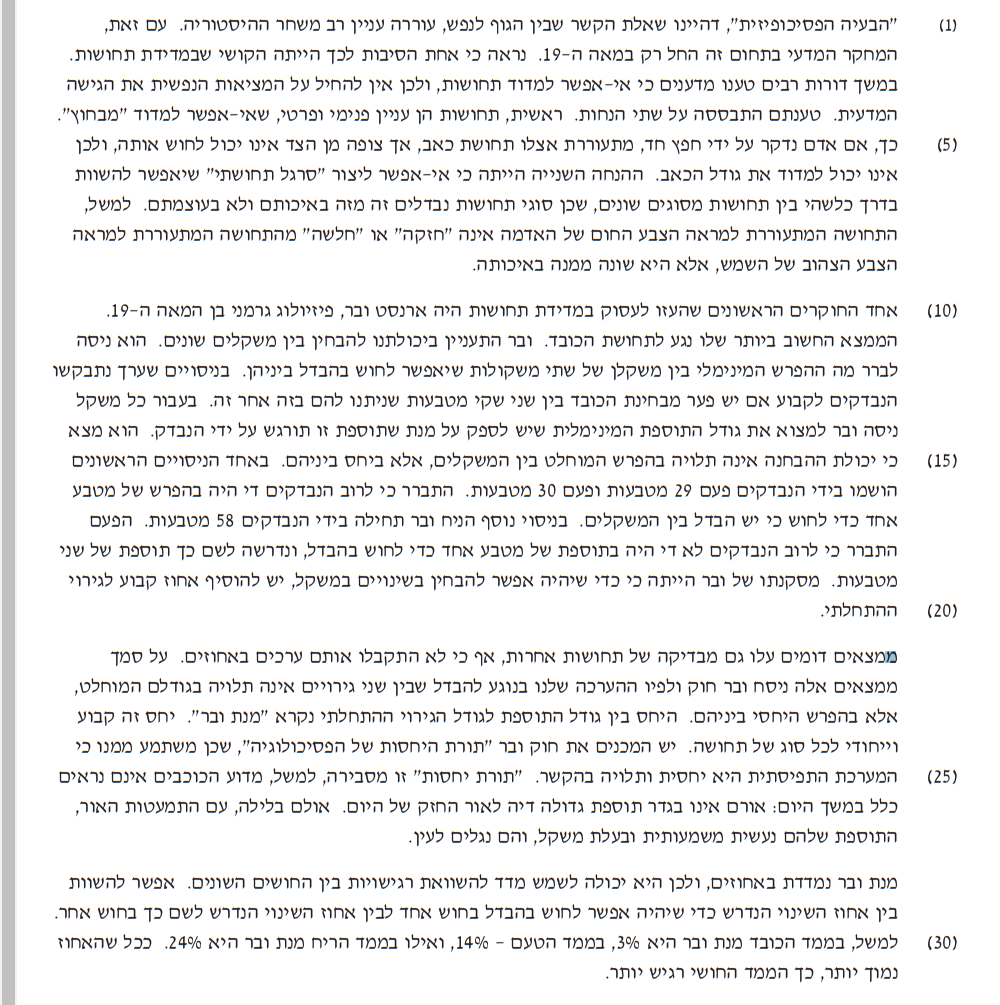 (1) "הבעיה הפסיכופיזית", דהיינו שאלת הקשר שבין הגוף לנפש, עוררה עניין רב משחר ההיסטוריה. עם זאת,
המחקר המדעי בתחום זה החל רק במאה ה-19. נראה כי אחת הסיבות לכך הייתה הקושי שבמדידת תחושות.
במשך דורות רבים טענו מדענים כי אי-אפשר למדוד תחושות, ולכן אין להחיל על המציאות הנפשית את הגישה
המדעית. טענתם התבססה על שתי הנחות. ראשית, תחושות הן עניין פנימי ופרטי, שאי-אפשר למדוד "מבחוץ".
(5) כך, אם אדם נדקר על ידי חפץ חד, מתעוררת אצלו תחושת כאב, אך צופה מן הצד אינו יכול לחוש אותה, ולכן
אינו יכול למדוד את גודל הכאב. ההנחה השנייה הייתה כי אי-אפשר ליצור "סרגל תחושתי" שיאפשר להשוות
בדרך כלשהי בין תחושות מסוגים שונים, שכן סוגי תחושות נבדלים זה מזה באיכותם ולא בעוצמתם. למשל,
התחושה המתעוררת למראה הצבע החום של האדמה אינה "חזקה" או "חלשה" מהתחושה המתעוררת למראה
הצבע הצהוב של השמש, אלא היא שונה ממנה באיכותה.
(10) אחד החוקרים הראשונים שהעזו לעסוק במדידת תחושות היה ארנסט ובר, פיזיולוג גרמני בן המאה ה-19.
הממצא החשוב ביותר שלו נגע לתחושת הכובד. ובר התעניין ביכולתנו להבחין בין משקלים שונים. הוא ניסה
לברר מה ההפרש המינימלי בין משקלן של שתי משקולות שיאפשר לחוש בהבדל ביניהן. בניסויים שערך נתבקשו
הנבדקים לקבוע אם יש פער מבחינת הכובד בין שני שקי מטבעות שניתנו להם בזה אחר זה. בעבור כל משקל
ניסה ובר למצוא את גודל התוספת המינימלית שיש לספק על מנת שתוספת זו תורגש על ידי הנבדק. הוא מצא
(15) כי יכולת ההבחנה אינה תלויה בהפרש המוחלט בין המשקלים, אלא ביחס ביניהם. באחד הניסויים הראשונים
הושמו בידי הנבדקים פעם 29 מטבעות ופעם 30 מטבעות. התברר כי לרוב הנבדקים די היה בהפרש של מטבע
אחד כדי לחוש כי יש הבדל בין המשקלים. בניסוי נוסף הניח ובר תחילה בידי הנבדקים 58 מטבעות. הפעם
התברר כי לרוב הנבדקים לא די היה בתוספת של מטבע אחד כדי לחוש בהבדל, ונדרשה לשם כך תוספת של שני
מטבעות. מסקנתו של ובר הייתה כי כדי שיהיה אפשר להבחין בשינויים במשקל, יש להוסיף אחוז קבוע לגירוי
(20) ההתחלתי.
ממצאים דומים עלו גם מבדיקה של תחושות אחרות, אף כי לא התקבלו אותם ערכים באחוזים. על סמך
ממצאים אלה ניסח ובר חוק ולפיו ההערכה שלנו בנוגע להבדל שבין שני גירויים אינה תלויה בגודלם המוחלט,
אלא בהפרש היחסי ביניהם. היחס בין גודל התוספת לגודל הגירוי ההתחלתי נקרא "מנת ובר". יחס זה קבוע
וייחודי לכל סוג של תחושה. יש המכנים את חוק ובר "תורת היחסות של הפסיכולוגיה", שכן משתמע ממנו כי
(25) המערכת התפיסתית היא יחסית ותלויה בהקשר. "תורת יחסות" זו מסבירה, למשל, מדוע הכוכבים אינם נראים
כלל במשך היום: אורם אינו בגדר תוספת גדולה דיה לאור החזק של היום. אולם בלילה, עם התמעטות האור,
התוספת שלהם נעשית משמעותית ובעלת משקל, והם נגלים לעין.
מנת ובר נמדדת באחוזים, ולכן היא יכולה לשמש מדד להשוואת רגישויות בין החושים השונים. אפשר להשוות
בין אחוז השינוי הנדרש כדי שיהיה אפשר לחוש בהבדל בחוש אחד לבין אחוז השינוי הנדרש לשם כך בחוש אחר.
(30) למשל, בממד הכובד מנת ובר היא 3%, בממד הטעם - 14%, ואילו בממד הריח מנת ובר היא 24%. ככל שהאחוז
נמוך יותר, כך הממד החושי רגיש יותר.